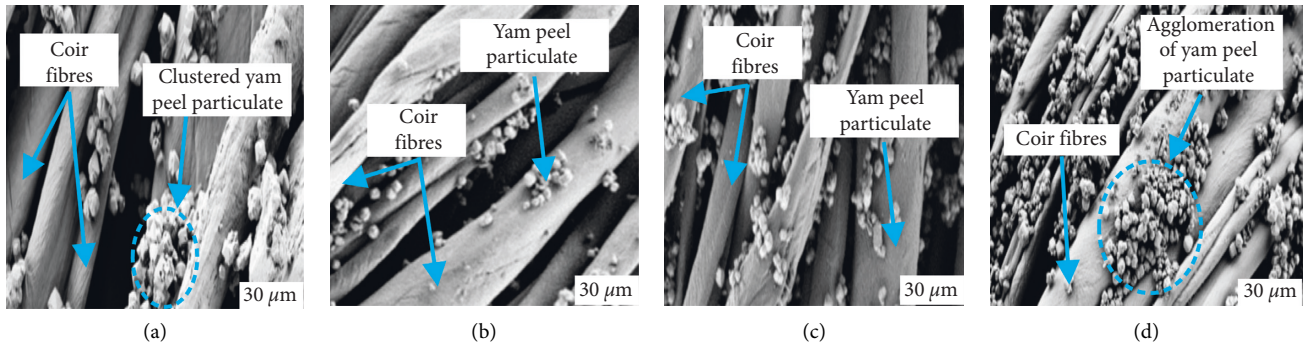 Coir
fibres
Clustered yam
peel particulate
30 μm
(a)
Yam peel
particulate
Coir
fibres
30 μm
(b)
Coir
fibres
Yam peel
particulate
30 μm
(c)
Agglomeration
of yam peel
particulate
Coir fibres
30 μm
(d)